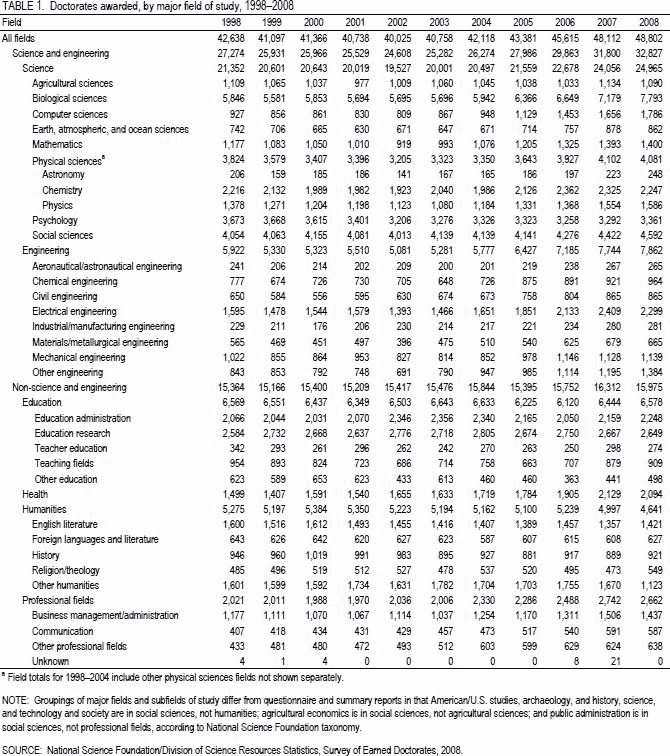 TABLE 1. Doctorates awarded, by major field of study, 1998–2008
Field 1998 1999 2000 2001 2002 2003 2004 2005 2006 2007 2008
All fields 42,638 41,097 41,366 40,738 40,025 40,758 42,118 43,381 45,615 48,112 48,802
Science and engineering 27,274 25,931 25,966 25,529 24,608 25,282 26,274 27,986 29,863 31,800 32,827
Science 21,352 20,601 20,643 20,019 19,527 20,001 20,497 21,559 22,678 24,056 24,965
Agricultural sciences 1,109 1,065 1,037 977 1,009 1,060 1,045 1,038 1,033 1,134 1,090
Biological sciences 5,846 5,581 5,853 5,694 5,695 5,696 5,942 6,366 6,649 7,179 7,793
Computer sciences 927 856 861 830 809 867 948 1,129 1,453 1,656 1,786
Earth, atmospheric, and ocean sciences 742 706 665 630 671 647 671 714 757 878 862
Mathematics 1,177 1,083 1,050 1,010 919 993 1,076 1,205 1,325 1,393 1,400
Physical sciencesᵃ 3,824 3,579 3,407 3,396 3,205 3,323 3,350 3,643 3,927 4,102 4,081
Astronomy 206 159 185 186 141 167 165 186 197 223 248
Chemistry 2,216 2,132 1,989 1,982 1,923 2,040 1,986 2,126 2,362 2,325 2,247
Physics 1,378 1,271 1,204 1,198 1,123 1,080 1,184 1,331 1,368 1,554 1,586
Psychology 3,673 3,668 3,615 3,401 3,206 3,276 3,326 3,323 3,258 3,292 3,361
Social sciences 4,054 4,063 4,155 4,081 4,013 4,139 4,139 4,141 4,276 4,422 4,592
Engineering 5,922 5,330 5,323 5,510 5,081 5,281 5,777 6,427 7,185 7,744 7,862
Aeronautical/astronautical engineering 241 206 214 202 209 200 201 219 238 267 265
Chemical engineering 777 674 726 730 705 648 726 875 891 921 964
Civil engineering 650 584 556 595 630 674 673 758 804 865 865
Electrical engineering 1,595 1,478 1,544 1,579 1,393 1,466 1,651 1,851 2,133 2,409 2,299
Industrial/manufacturing engineering 229 211 176 206 230 214 217 221 234 280 281
Materials/metallurgical engineering 565 469 451 497 396 475 510 540 625 679 665
Mechanical engineering 1,022 855 864 953 827 814 852 978 1,146 1,128 1,139
Other engineering 843 853 792 748 691 790 947 985 1,114 1,195 1,384
Non-science and engineering 15,364 15,166 15,400 15,209 15,417 15,476 15,844 15,395 15,752 16,312 15,975
Education 6,569 6,551 6,437 6,349 6,503 6,643 6,633 6,225 6,120 6,444 6,578
Education administration 2,066 2,044 2,031 2,070 2,346 2,356 2,340 2,165 2,050 2,159 2,248
Education research 2,584 2,732 2,668 2,637 2,776 2,718 2,805 2,674 2,750 2,667 2,649
Teacher education 342 293 261 296 262 242 270 263 250 298 274
Teaching fields 954 893 824 723 686 714 758 663 707 879 909
Other education 623 589 653 623 433 613 460 460 363 441 498
Health 1,499 1,407 1,591 1,540 1,655 1,633 1,719 1,784 1,905 2,129 2,094
Humanities 5,275 5,197 5,384 5,350 5,223 5,194 5,162 5,100 5,239 4,997 4,641
English literature 1,600 1,516 1,612 1,493 1,455 1,416 1,407 1,389 1,457 1,357 1,421
Foreign languages and literature 643 626 642 620 627 623 587 607 615 608 627
History 946 960 1,019 991 983 895 927 881 917 889 921
Religion/theology 485 496 519 512 527 478 537 520 495 473 549
Other humanities 1,601 1,599 1,592 1,734 1,631 1,782 1,704 1,703 1,755 1,670 1,123
Professional fields 2,021 2,011 1,988 1,970 2,036 2,006 2,330 2,286 2,488 2,742 2,662
Business management/administration 1,177 1,111 1,070 1,067 1,114 1,037 1,254 1,170 1,311 1,506 1,437
Communication 407 418 434 431 429 457 473 517 540 591 587
Other professional fields 433 481 480 472 493 512 603 599 629 624 638
Unknown 4 1 4 0 0 0 0 0 8 21 0
ᵃ Field totals for 1998–2004 include other physical sciences fields not shown separately.
NOTE: Groupings of major fields and subfields of study differ from questionnaire and summary reports in that American/U.S. studies, archaeology, and history, science,
and technology and society are in social sciences, not humanities; agricultural economics is in social sciences, not agricultural sciences; and public administration is in
social sciences, not professional fields, according to National Science Foundation taxonomy.
SOURCE: National Science Foundation/Division of Science Resources Statistics, Survey of Earned Doctorates, 2008.